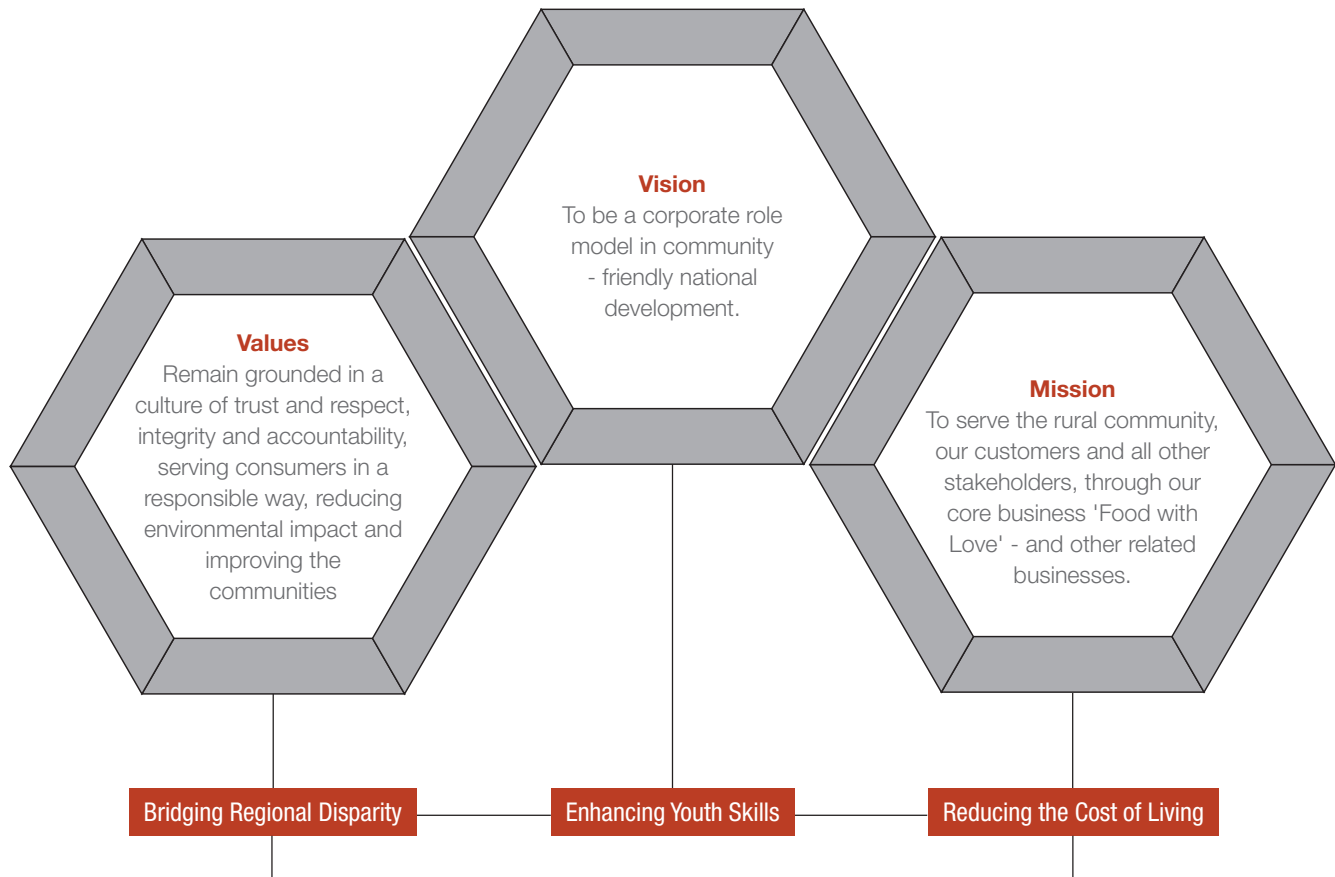 Vision
To be a corporate role
model in community
- friendly national
development.
Values
Remain grounded in a
culture of trust and respect,
integrity and accountability,
serving consumers in a
responsible way, reducing
environmental impact and
improving the
communities
Mission
To serve the rural community,
our customers and all other
stakeholders, through our
core business 'Food with
Love' - and other related
businesses.
Bridging Regional Disparity
Enhancing Youth Skills
Reducing the Cost of Living